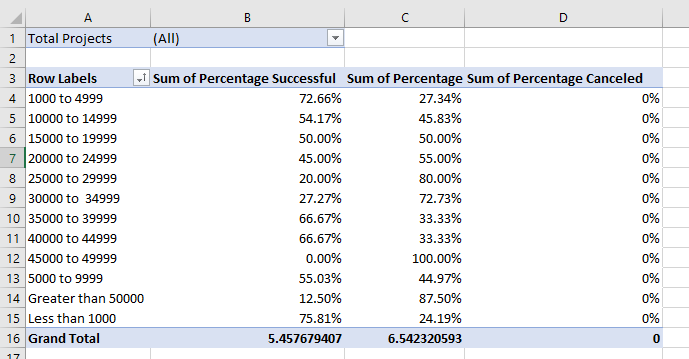 A B C D
1 Total Projects (All)
2
3 Row Labels Sum of Percentage Successful Sum of Percentage Sum of Percentage Canceled
4 1000 to 4999 72.66% 27.34% 0%
5 10000 to 14999 54.17% 45.83% 0%
6 15000 to 19999 50.00% 50.00% 0%
7 20000 to 24999 45.00% 55.00% 0%
8 25000 to 29999 20.00% 80.00% 0%
9 30000 to  34999 27.27% 72.73% 0%
10 35000 to 39999 66.67% 33.33% 0%
11 40000 to 44999 66.67% 33.33% 0%
12 45000 to 49999 0.00% 100.00% 0%
13 5000 to 9999 55.03% 44.97% 0%
14 Greater than 50000 12.50% 87.50% 0%
15 Less than 1000 75.81% 24.19% 0%
16 Grand Total 5.457679407 6.542320593 0
17